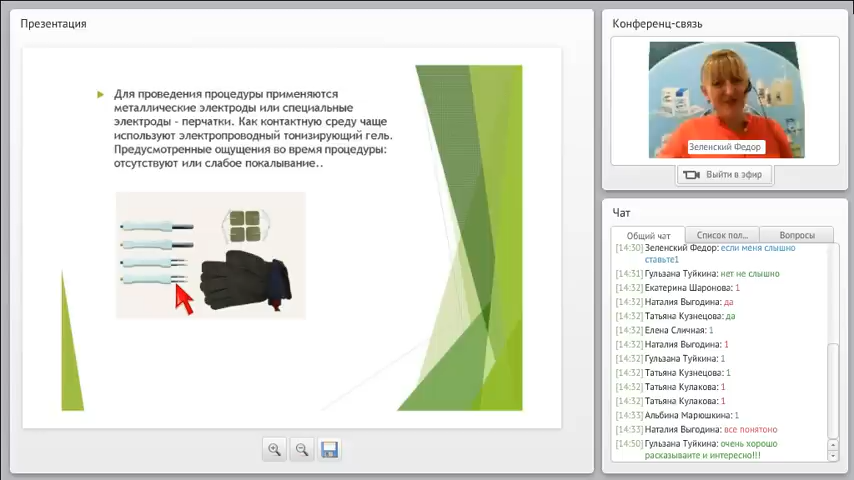 Презентация
Для проведения процедуры применяются
металлические электроды или специальные
электроды - перчатки. Как контактную среду чаще
используют электропроводный тонизирующий гель.
Предусмотренные ощущения во время процедуры:
отсутствуют или слабое покалывание..
Конференц-связь
Зеленский Федор
Выйти в эфир
Чат
Общий чат
Список пол...
Вопросы
[14:30] Зеленский Федор: если меня слышно
ставьте1
[14:31] Гульзана Туйкина: нет не слышно
[14:32] Екатерина Шаронова: 1
[14:32] Наталия Выгодина: да
[14:32] Татьяна Кузнецова: да
[14:32] Елена Сличная: 1
[14:32] Наталия Выгодина: 1
[14:32] Гульзана Туйкина: 1
[14:32] Татьяна Кузнецова: 1
[14:32] Татьяна Кулакова: 1
[14:32] Татьяна Кулакова: 1
[14:33] Альбина Марюшкина: 1
[14:33] Наталия Выгодина: все понятоно
[14:50] Гульзана Туйкина: очень хорошо
расказываите и интересно!!!